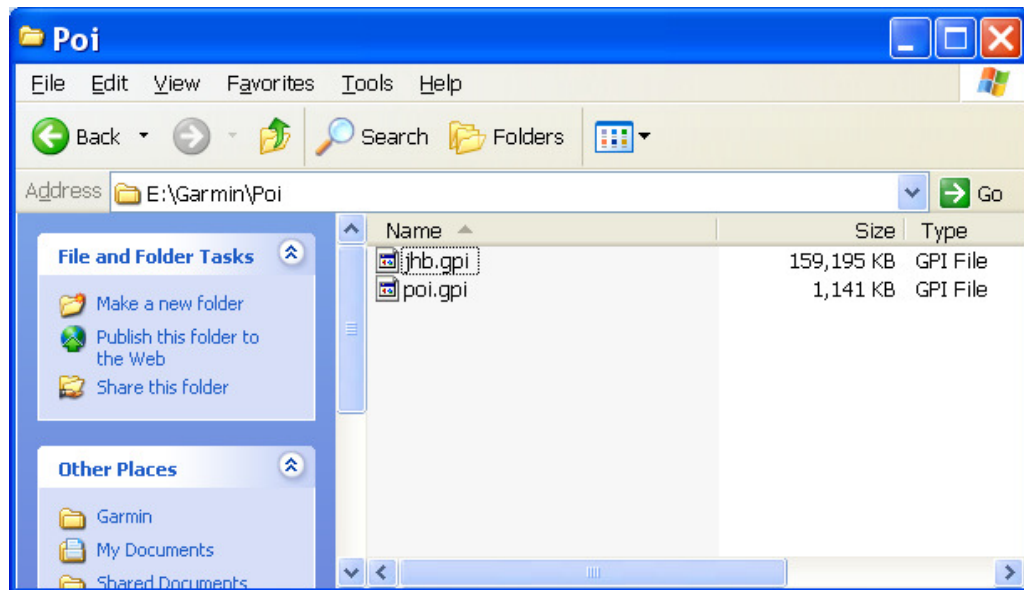 Poi
File Edit View Favorites Tools Help
Back Search Folders
Address E:\Garmin\Poi Go
Name Size Type
jhb.gpi 159,195 KB GPI File
poi.gpi 1,141 KB GPI File
File and Folder Tasks
Make a new folder
Publish this folder to
the Web
Share this folder
Other Places
Garmin
My Documents
Shared Documents